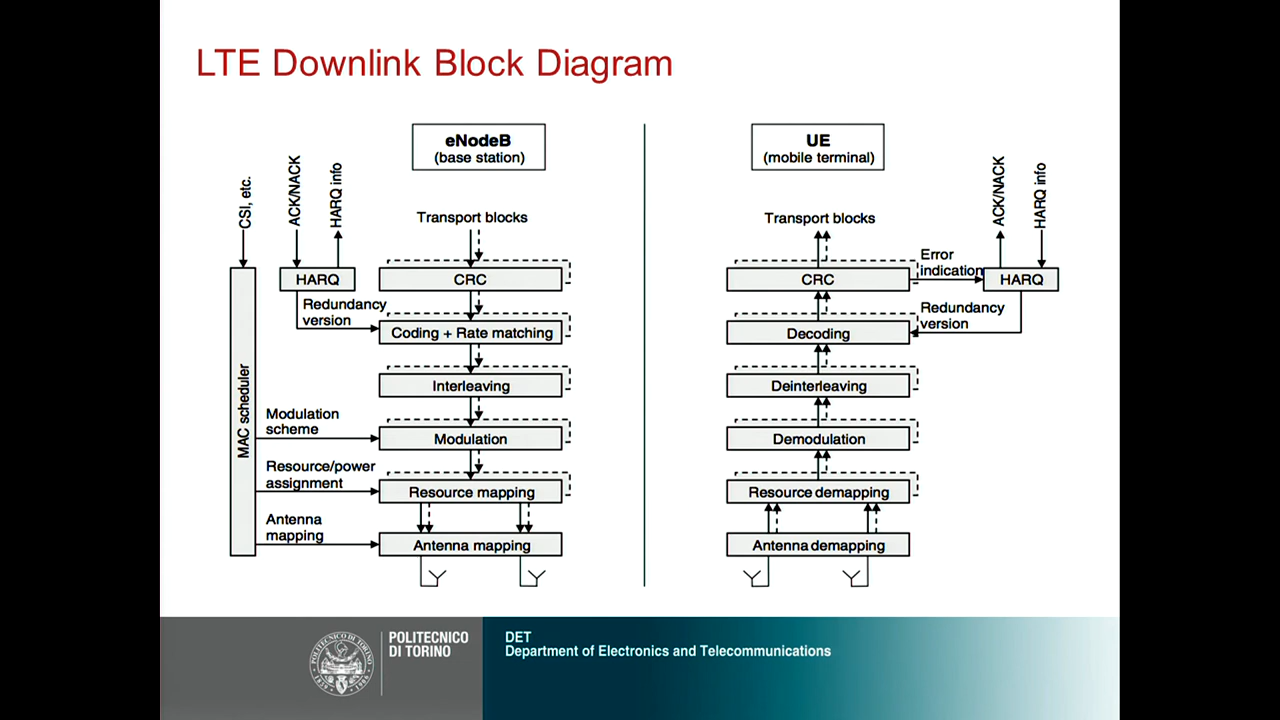 LTE Downlink Block Diagram
eNodeB
(base station)
UE
(mobile terminal)
CSI, etc.
ACK/NACK
HARQ info
Transport blocks
HARQ
CRC
Redundancy
version
Coding + Rate matching
Interleaving
MAC scheduler
Modulation
scheme
Modulation
Resource/power
assignment
Resource mapping
Antenna
mapping
Antenna mapping
Transport blocks
ACK/NACK
HARQ info
Error
indication
CRC
HARQ
Redundancy
version
Decoding
Deinterleaving
Demodulation
Resource demapping
Antenna demapping
POLITECNICO
DI TORINO
DET
Department of Electronics and Telecommunications